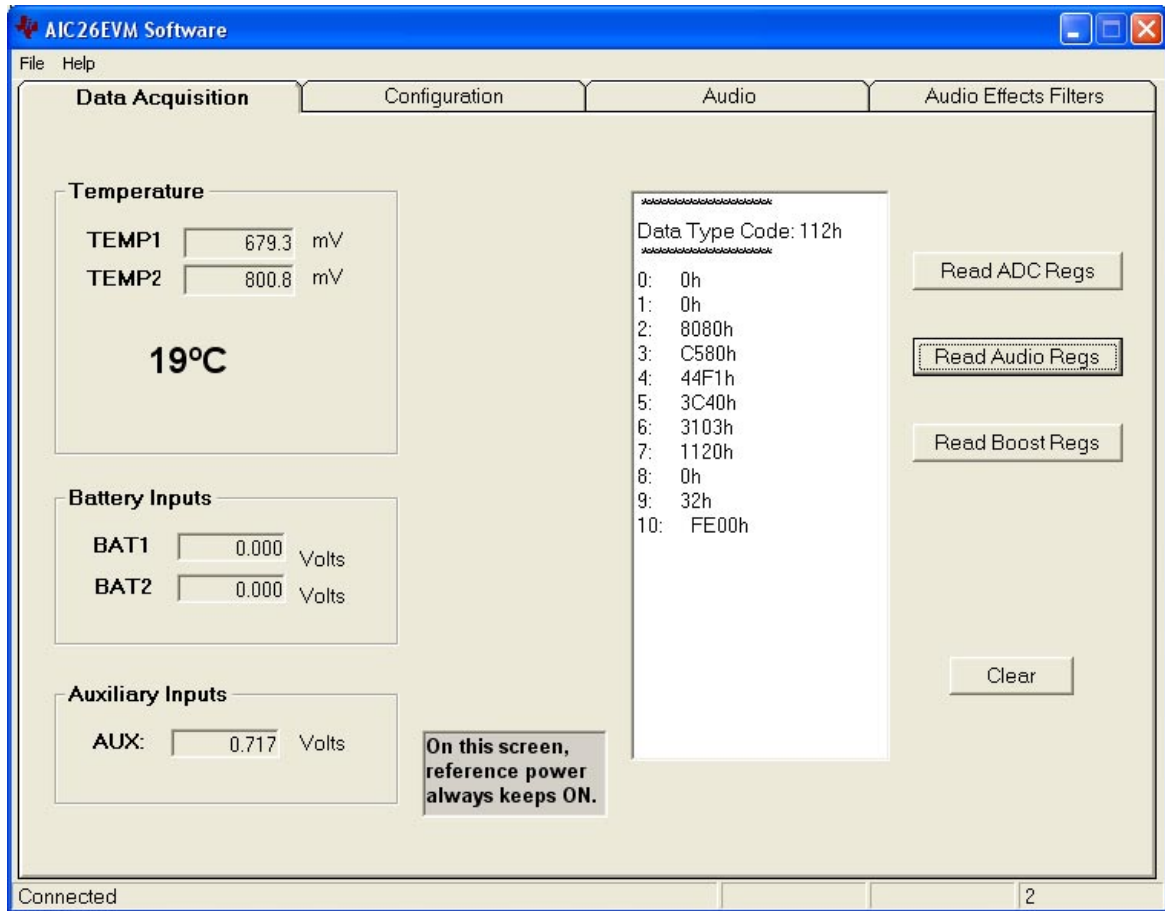 AIC26EVM Software
File Help
Data Acquisition
Configuration
Audio
Audio Effects Filters
Temperature
TEMP1 679.3 mV
TEMP2 800.8 mV
19ºC
Battery Inputs
BAT1 0.000 Volts
BAT2 0.000 Volts
Auxiliary Inputs
AUX: 0.717 Volts
On this screen,
reference power
always keeps ON.
********************
Data Type Code: 112h
********************
0: 0h
1: 0h
2: 8080h
3: C580h
4: 44F1h
5: 3C40h
6: 3103h
7: 1120h
8: 0h
9: 32h
10: FE00h
Read ADC Regs
Read Audio Regs
Read Boost Regs
Clear
Connected
2